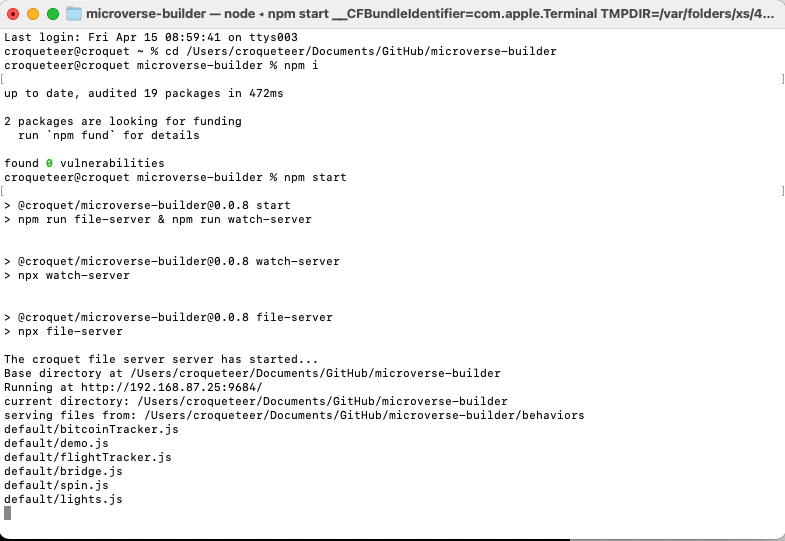 microverse-builder — node ◂ npm start __CFBundleIdentifier=com.apple.Terminal TMPDIR=/var/folders/xs/4...
Last login: Fri Apr 15 08:59:41 on ttys003
croqueteer@croquet ~ % cd /Users/croqueteer/Documents/GitHub/microverse-builder
croqueteer@croquet microverse-builder % npm i
[ ]
up to date, audited 19 packages in 472ms
2 packages are looking for funding
run `npm fund` for details
found 0 vulnerabilities
croqueteer@croquet microverse-builder % npm start
[ ]
> @croquet/microverse-builder@0.0.8 start
> npm run file-server & npm run watch-server
> @croquet/microverse-builder@0.0.8 watch-server
> npx watch-server
> @croquet/microverse-builder@0.0.8 file-server
> npx file-server
The croquet file server server has started...
Base directory at /Users/croqueteer/Documents/GitHub/microverse-builder
Running at http://192.168.87.25:9684/
current directory: /Users/croqueteer/Documents/GitHub/microverse-builder
serving files from: /Users/croqueteer/Documents/GitHub/microverse-builder/behaviors
default/bitcoinTracker.js
default/demo.js
default/flightTracker.js
default/bridge.js
default/spin.js
default/lights.js